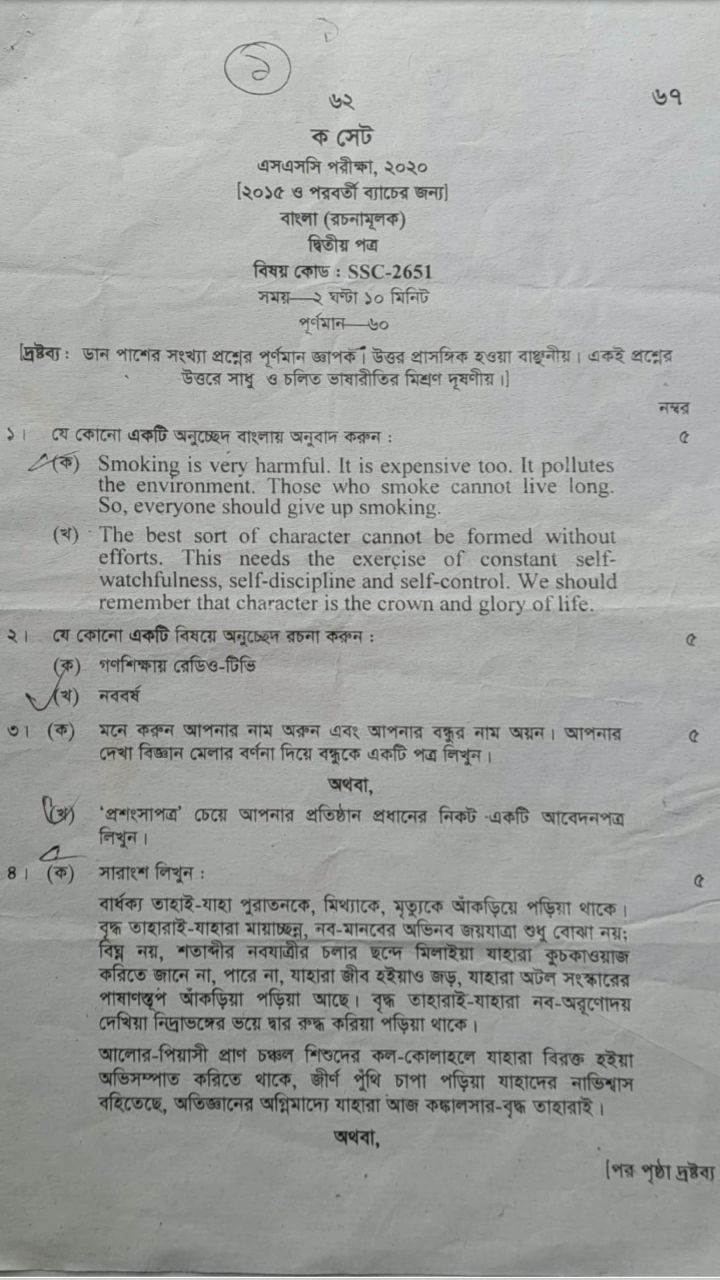 ১
৬২
৬৭
ক সেট
এসএসসি পরীক্ষা, ২০২০
[২০১৫ ও পরবর্তী ব্যাচের জন্য]
বাংলা (রচনামূলক)
দ্বিতীয় পত্র
বিষয় কোড : SSC-2651
সময়—২ ঘণ্টা ১০ মিনিট
পূর্ণমান—৬০
[দ্রষ্টব্য : ডান পাশের সংখ্যা প্রশ্নের পূর্ণমান জ্ঞাপক। উত্তর প্রাসঙ্গিক হওয়া বাঞ্ছনীয়। একই প্রশ্নের
উত্তরে সাধু ও চলিত ভাষারীতির মিশ্রণ দূষণীয়।]
নম্বর
১। যে কোনো একটি অনুচ্ছেদ বাংলায় অনুবাদ করুন : ৫
(ক) Smoking is very harmful. It is expensive too. It pollutes
the environment. Those who smoke cannot live long.
So, everyone should give up smoking.
(খ) The best sort of character cannot be formed without
efforts. This needs the exercise of constant self-
watchfulness, self-discipline and self-control. We should
remember that character is the crown and glory of life.
২। যে কোনো একটি বিষয়ে অনুচ্ছেদ রচনা করুন : ৫
(ক) গণশিক্ষায় রেডিও-টিভি
(খ) নববর্ষ
৩। (ক) মনে করুন আপনার নাম অরুন এবং আপনার বন্ধুর নাম অয়ন। আপনার ৫
দেখা বিজ্ঞান মেলার বর্ণনা দিয়ে বন্ধুকে একটি পত্র লিখুন।
অথবা,
(খ) ‘প্রশংসাপত্র’ চেয়ে আপনার প্রতিষ্ঠান প্রধানের নিকট একটি আবেদনপত্র
লিখুন।
৪। (ক) সারাংশ লিখুন : ৫
বার্ধক্য তাহাই-যাহা পুরাতনকে, মিথ্যাকে, মৃত্যুকে আঁকড়িয়ে পড়িয়া থাকে।
বৃদ্ধ তাহারাই-যাহারা মায়াচ্ছন্ন, নব-মানবের অভিনব জয়যাত্রা শুধু বোঝা নয়;
বিঘ্ন নয়, শতাব্দীর নবযাত্রীর চলার ছন্দে মিলাইয়া যাহারা কুচকাওয়াজ
করিতে জানে না, পারে না, যাহারা জীব হইয়াও জড়, যাহারা অটল সংস্কারের
পাষাণস্তুপ আঁকড়িয়া পড়িয়া আছে। বৃদ্ধ তাহারাই-যাহারা নব-অরুণোদয়
দেখিয়া নিদ্রাভঙ্গের ভয়ে দ্বার রুদ্ধ করিয়া পড়িয়া থাকে।
আলোর-পিয়াসী প্রাণ চঞ্চল শিশুদের কল-কোলাহলে যাহারা বিরক্ত হইয়া
অভিসম্পাত করিতে থাকে, জীর্ণ পুঁথি চাপা পড়িয়া যাহাদের নাভিশ্বাস
বহিতেছে, অতিজ্ঞানের অগ্নিমান্দ্যে যাহারা আজ কঙ্কালসার-বৃদ্ধ তাহারাই।
অথবা,
[পর পৃষ্ঠা দ্রষ্টব্য